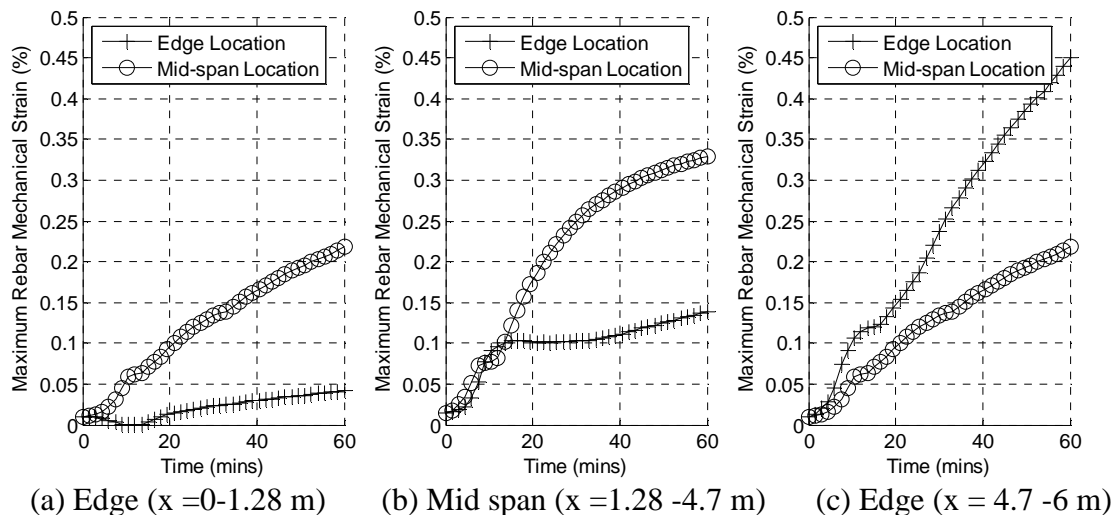 Maximum Rebar Mechanical Strain (%)
0.5
0.45
0.4
0.35
0.3
0.25
0.2
0.15
0.1
0.05
0
Edge Location
Mid-span Location
0 20 40 60
Time (mins)
Maximum Rebar Mechanical Strain (%)
0.5
0.45
0.4
0.35
0.3
0.25
0.2
0.15
0.1
0.05
0
Edge Location
Mid-span Location
0 20 40 60
Time (mins)
Maximum Rebar Mechanical Strain (%)
0.5
0.45
0.4
0.35
0.3
0.25
0.2
0.15
0.1
0.05
0
Edge Location
Mid-span Location
0 20 40 60
Time (mins)
(a) Edge (x =0-1.28 m)
(b) Mid span (x =1.28 -4.7 m)
(c) Edge (x = 4.7 -6 m)